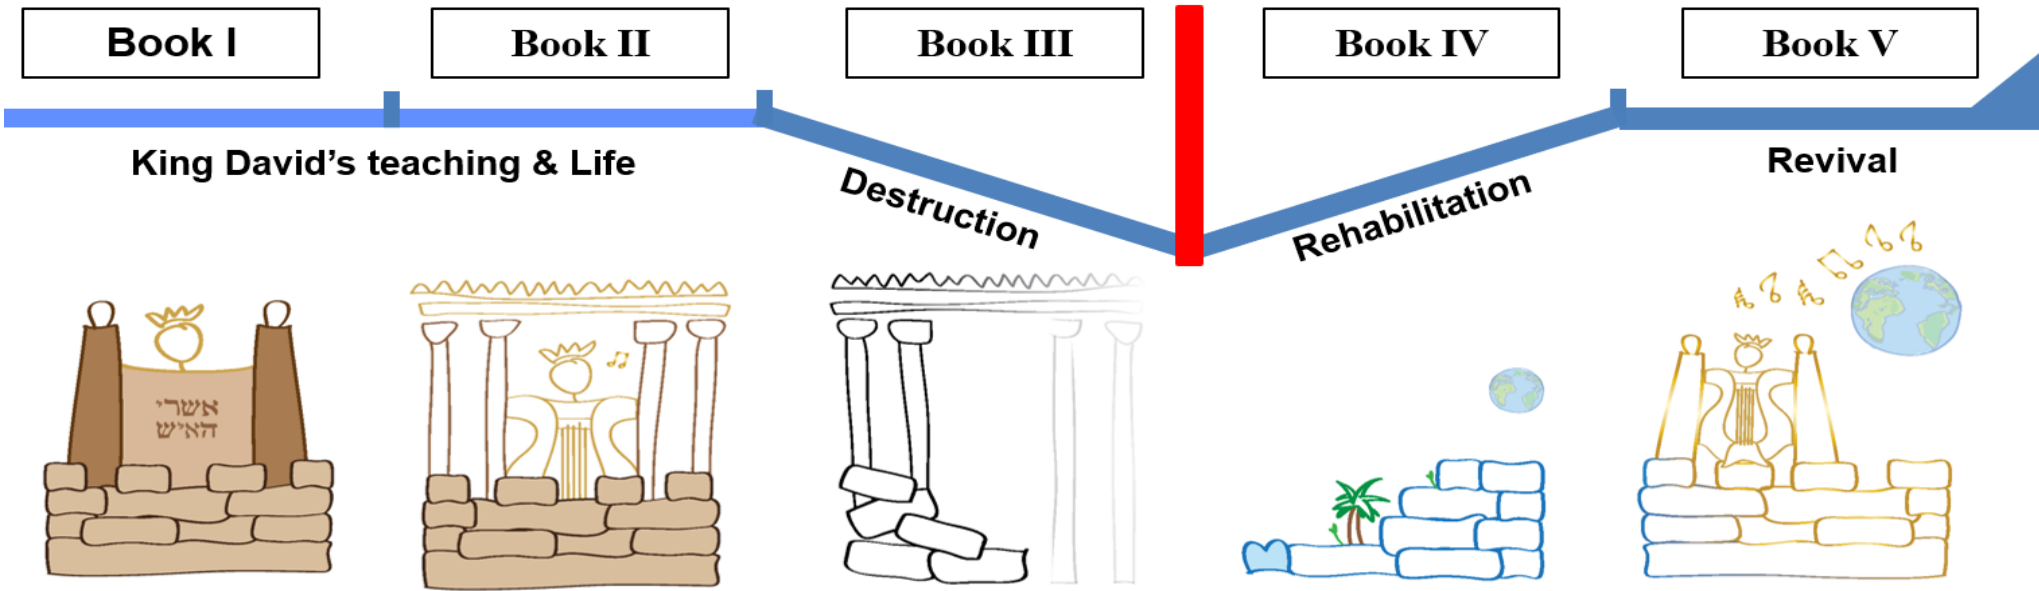 Book I
Book II
Book III
Book IV
Book V
King David’s teaching & Life
Destruction
Rehabilitation
Revival
אשרי
האיש